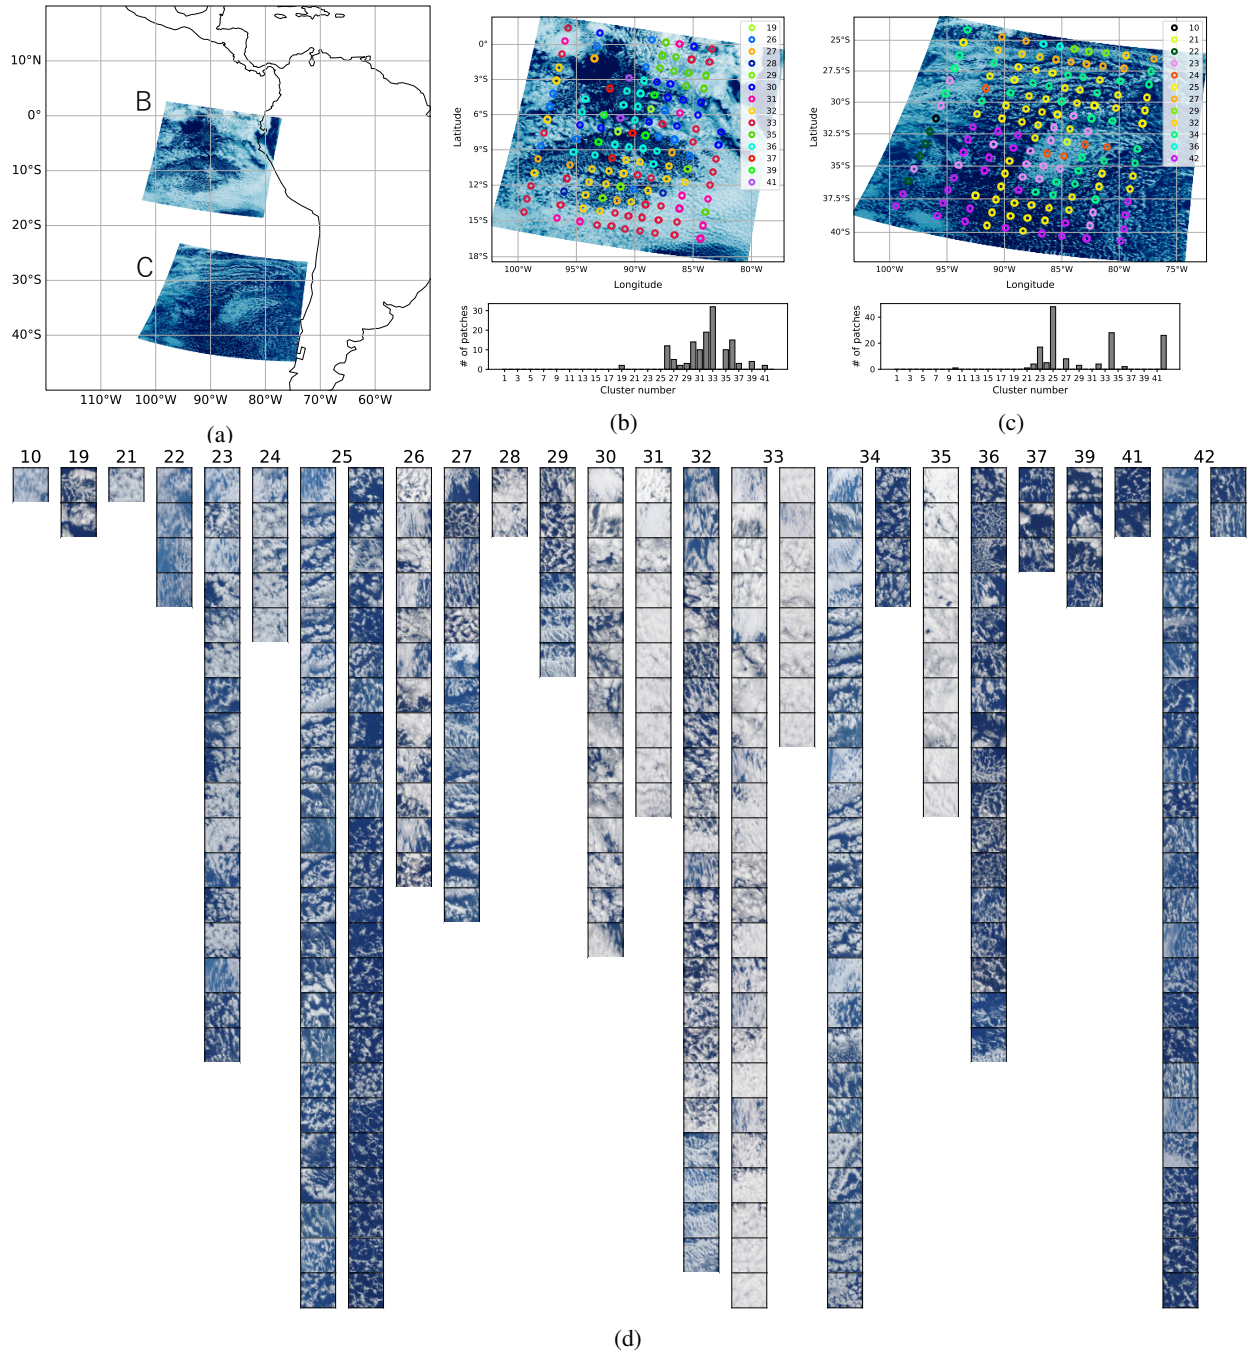 10°N
0°
10°S
20°S
30°S
40°S
110°W 100°W 90°W 80°W 70°W 60°W
B
C
(a)
0°
3°S
6°S
9°S
12°S
15°S
18°S
Latitude
100°W 95°W 90°W 85°W 80°W
Longitude
19
26
27
28
29
30
31
32
33
35
36
37
39
41
30
20
10
0
# of patches
1 3 5 7 9 11 13 15 17 19 21 23 25 27 29 31 33 35 37 39 41
Cluster number
(b)
25°S
27.5°S
30°S
32.5°S
35°S
37.5°S
40°S
Latitude
100°W 95°W 90°W 85°W 80°W 75°W
Longitude
10
21
22
23
24
25
27
29
32
34
36
42
40
20
0
# of patches
1 3 5 7 9 11 13 15 17 19 21 23 25 27 29 31 33 35 37 39 41
Cluster number
(c)
10 19 21 22 23 24 25 26 27 28 29 30 31 32 33 34 35 36 37 39 41 42
(d)